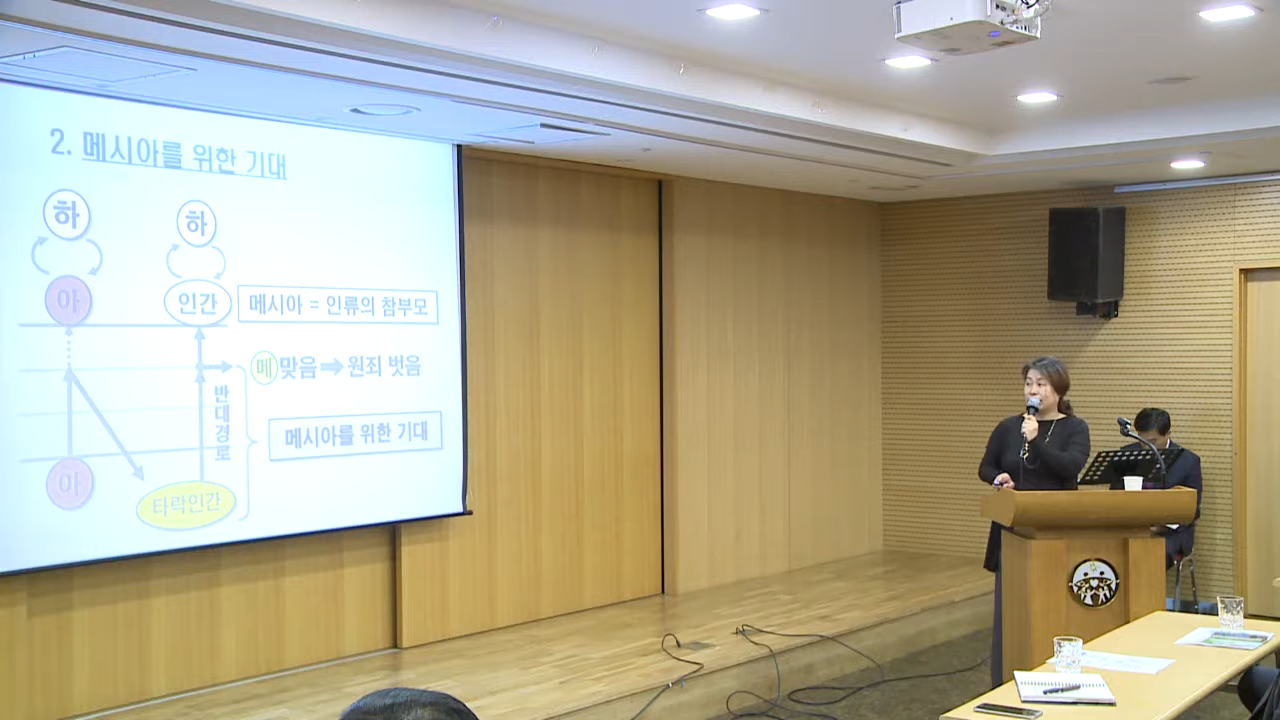 2. 메시아를 위한 기대
하
하
아
인간
메시아 = 인류의 참부모
메 맞음 ➡ 원죄 벗음
반대경로
메시아를 위한 기대
아
타락인간